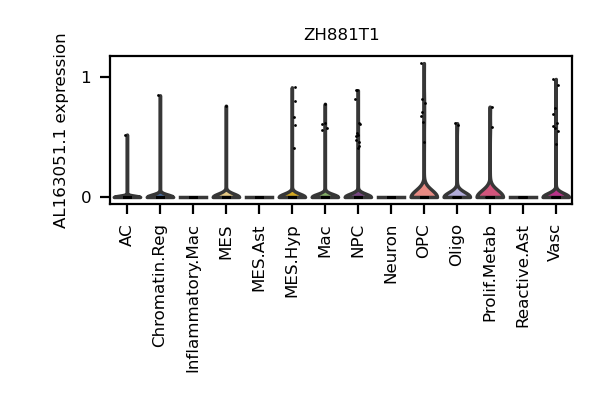 ZH881T1
AL163051.1 expression
1
0
AC
Chromatin.Reg
Inflammatory.Mac
MES
MES.Ast
MES.Hyp
Mac
NPC
Neuron
OPC
Oligo
Prolif.Metab
Reactive.Ast
Vasc